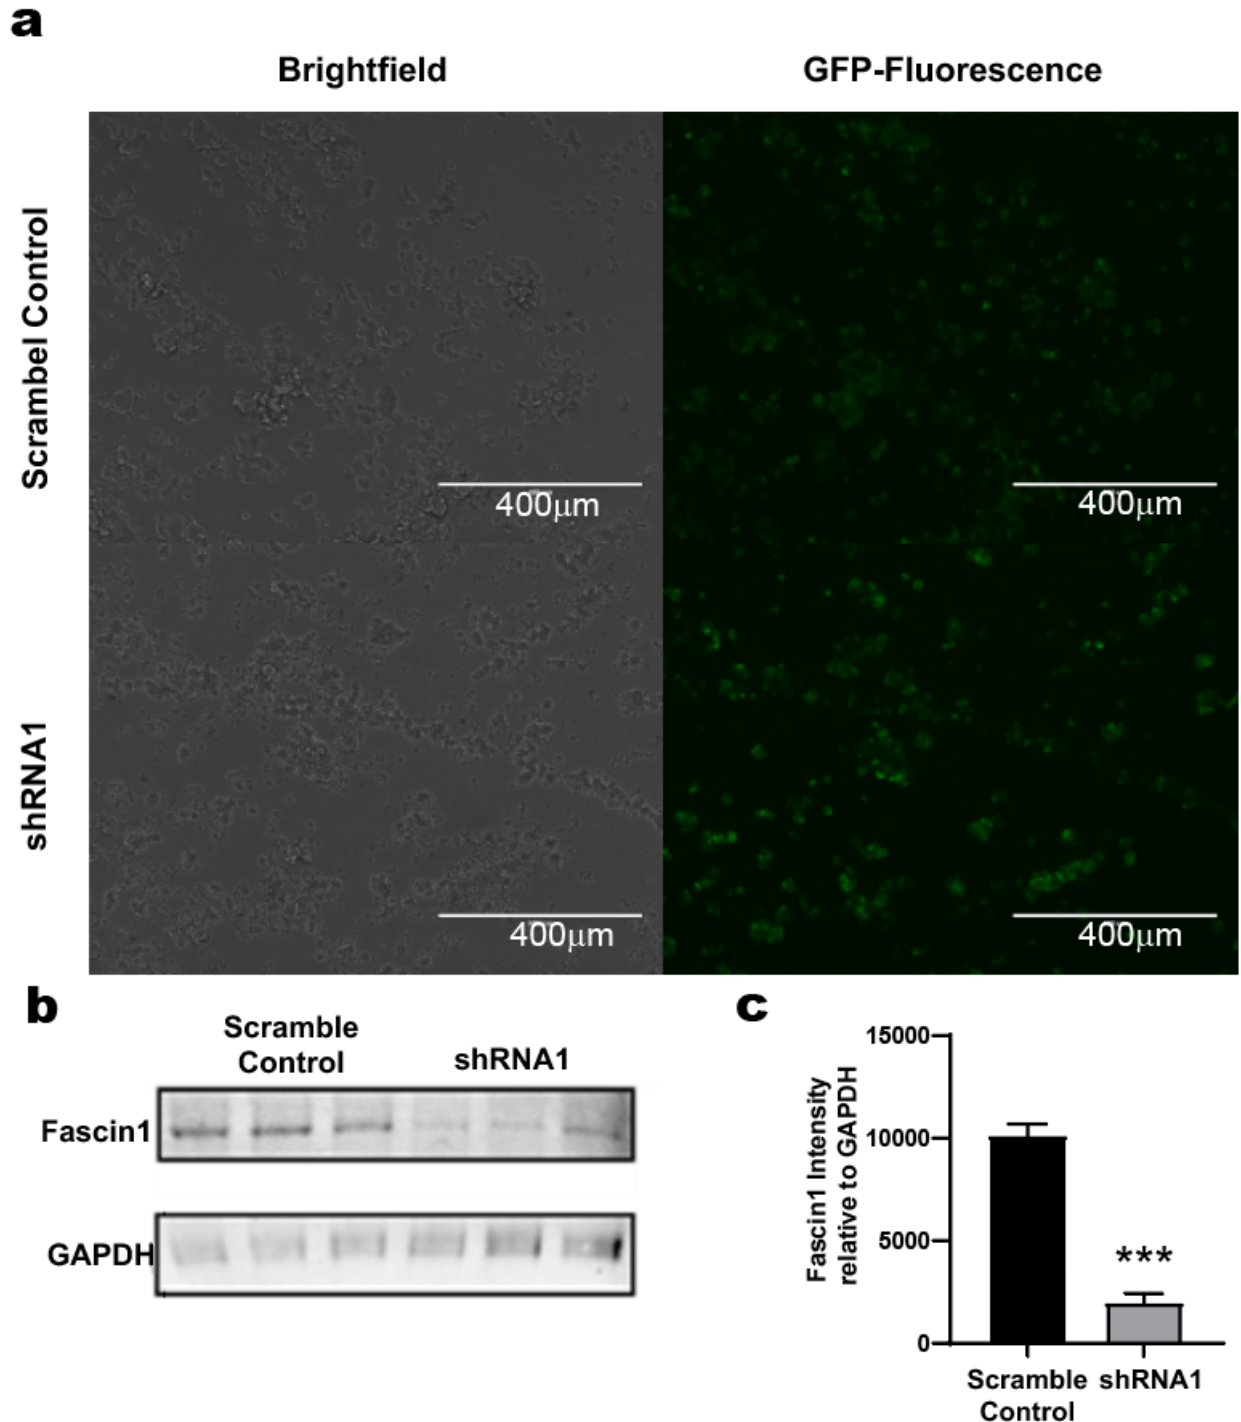 a
Brightfield
GFP-Fluorescence
Scrambel Control
400µm
400µm
shRNA1
400µm
400µm
b
Scramble
Control
shRNA1
Fascin1
GAPDH
c
Fascin1 Intensity
relative to GAPDH
15000
10000
5000
0
***
Scramble
Control
shRNA1